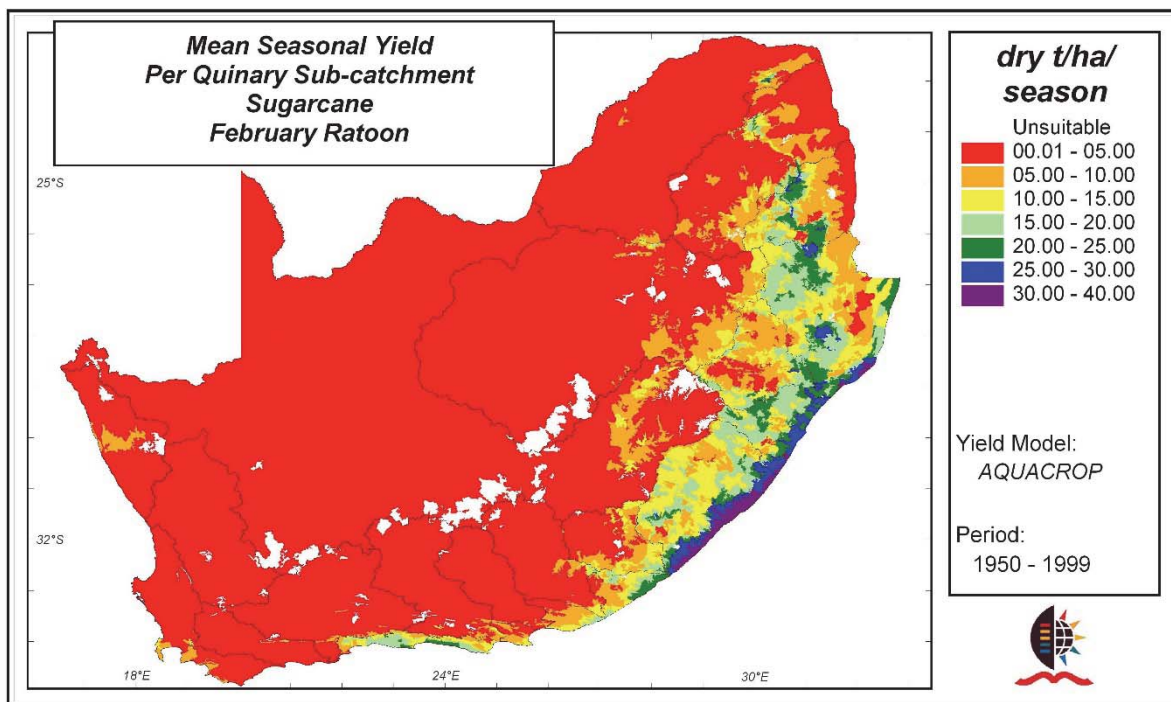 Mean Seasonal Yield
Per Quinary Sub-catchment
Sugarcane
February Ratoon
dry t/ha/
season
Unsuitable
00.01 - 05.00
05.00 - 10.00
10.00 - 15.00
15.00 - 20.00
20.00 - 25.00
25.00 - 30.00
30.00 - 40.00
Yield Model:
AQUACROP
Period:
1950 - 1999
25°S
32°S
18°E
24°E
30°E